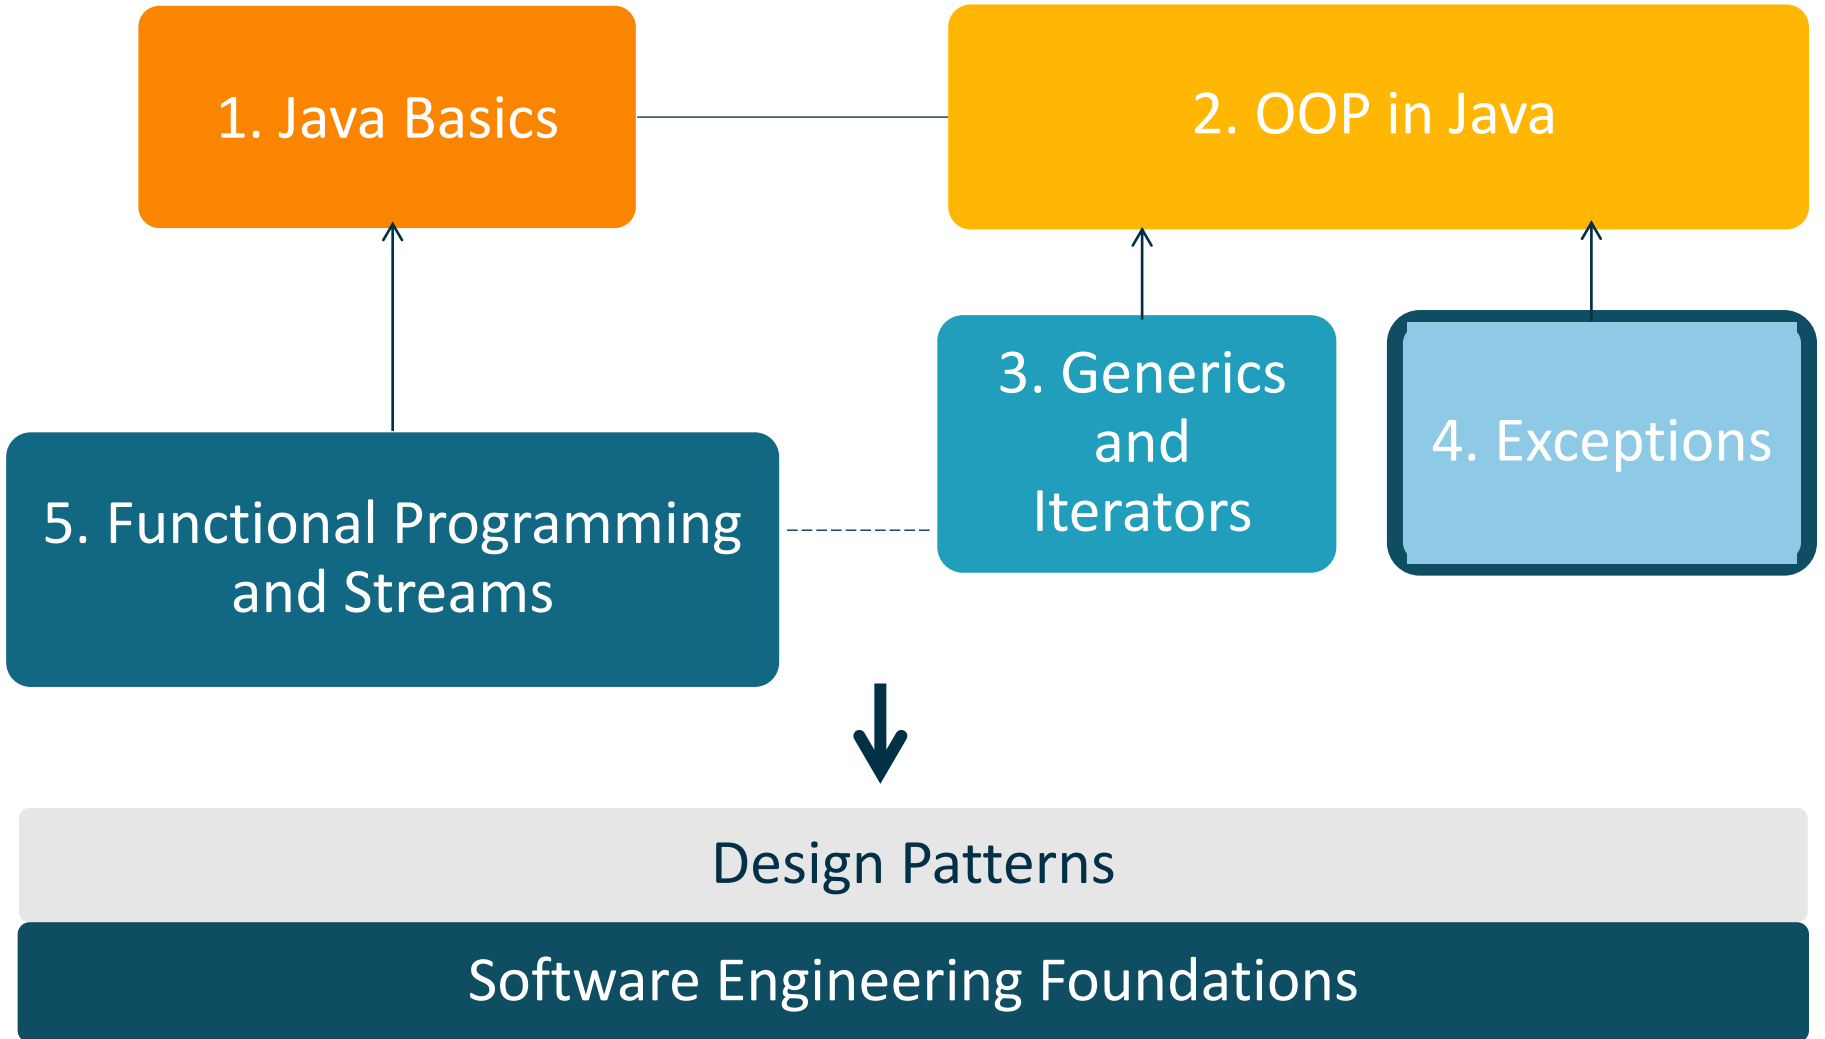 1. Java Basics
2. OOP in Java
3. Generics
and
Iterators
4. Exceptions
5. Functional Programming
and Streams
Design Patterns
Software Engineering Foundations